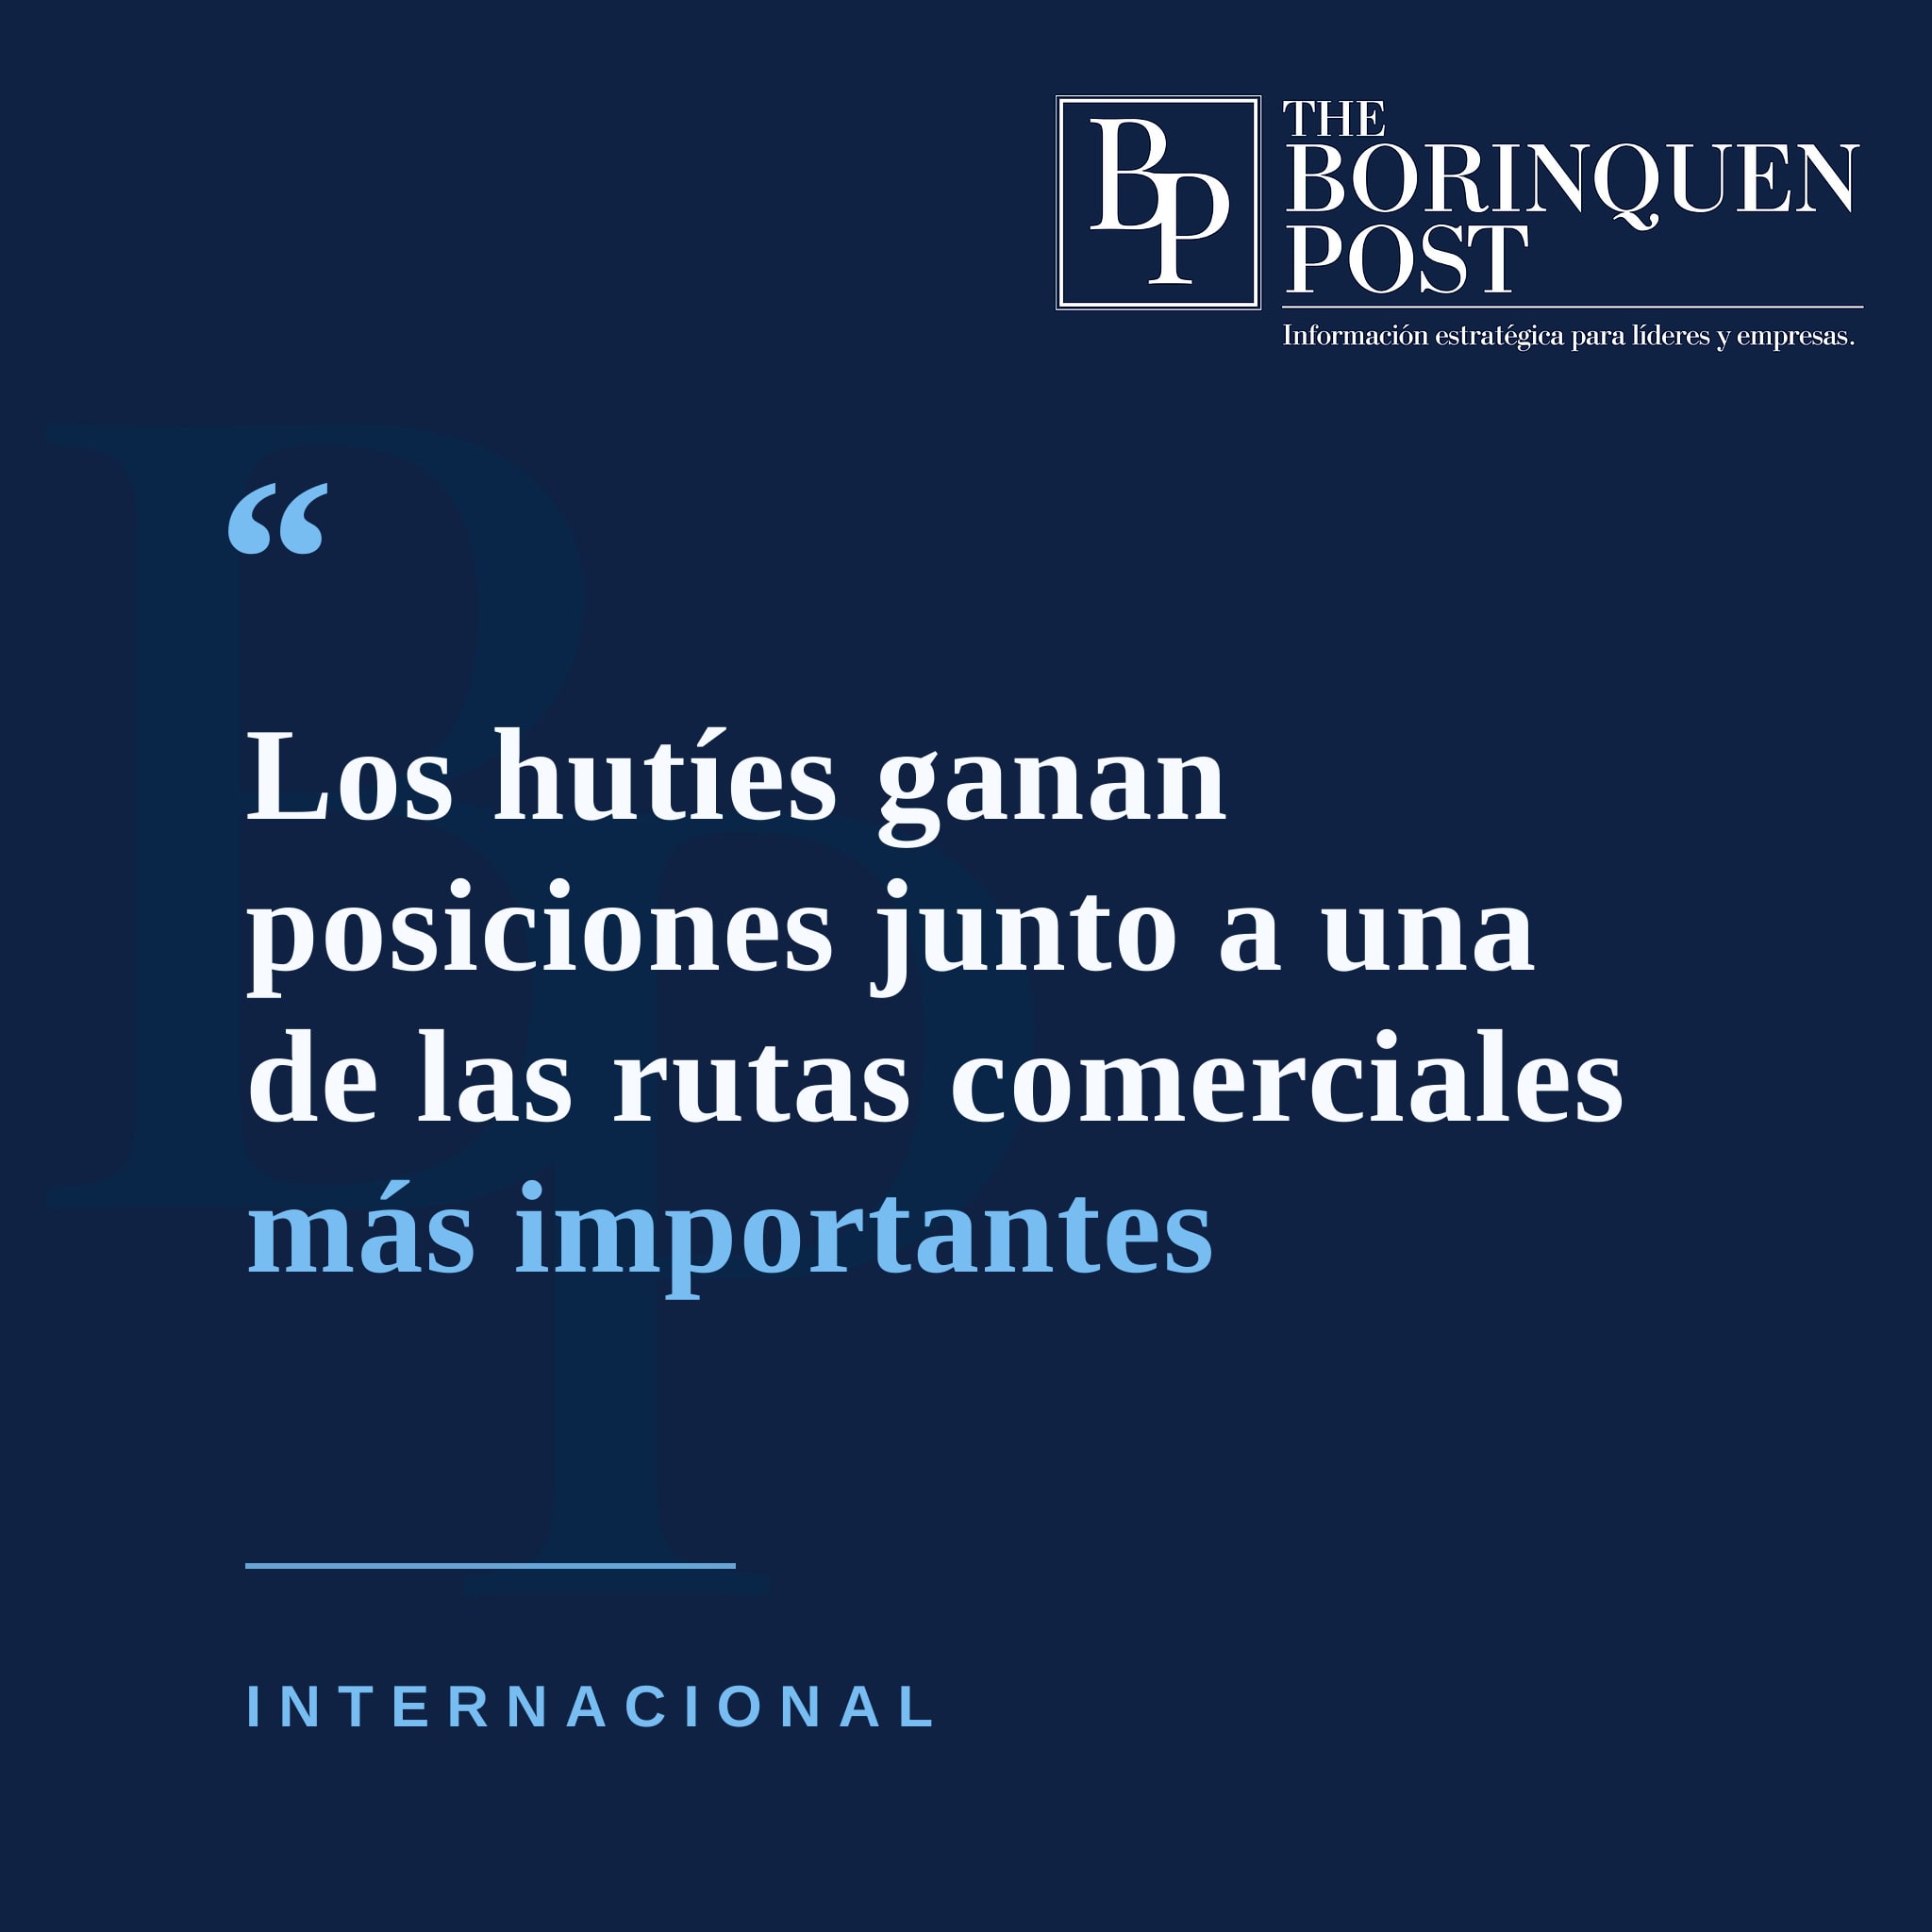 BP
THE
BORINQUEN
POST
Información estratégica para líderes y empresas.
“
Los hutíes ganan
posiciones junto a una
de las rutas comerciales
más importantes
INTERNACIONAL